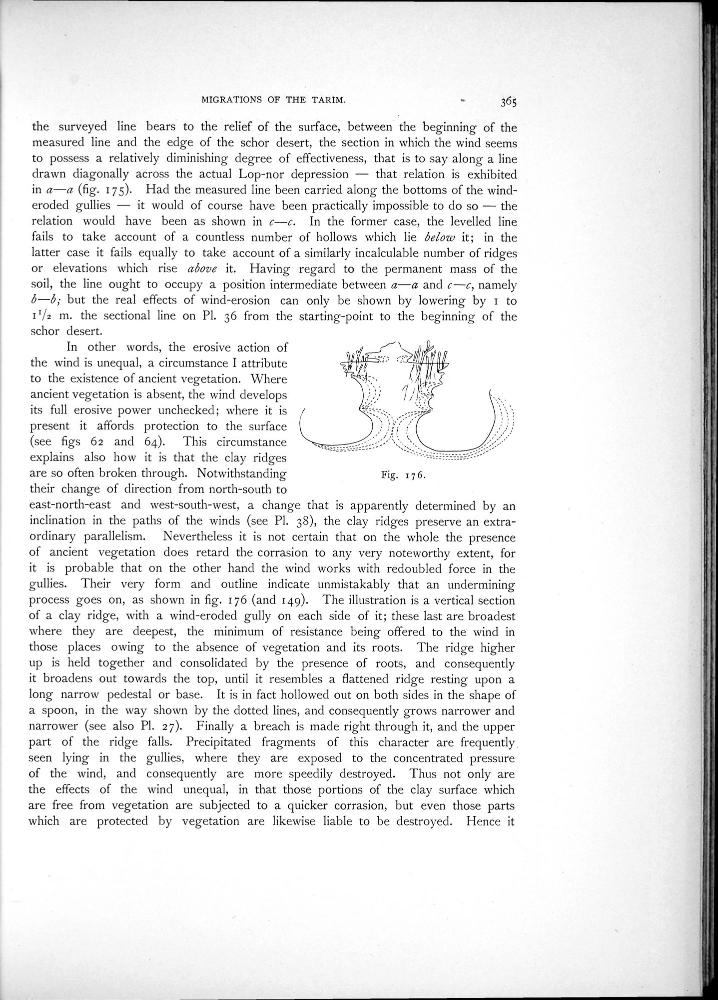 MIGRATIONS OF THE TARIM. 365
the surveyed line bears to the relief of the surface, between the beginning of the
measured line and the edge of the schor desert, the section in which the wind seems
to possess a relatively diminishing degree of effectiveness, that is to say along a line
drawn diagonally across the actual Lop-nor depression — that relation is exhibited
in a—a (fig. 175). Had the measured line been carried along the bottoms of the wind-
eroded gullies — it would of course have been practically impossible to do so — the
relation would have been as shown in c—c. In the former case, the levelled line
fails to take account of a countless number of hollows which lie below it; in the
latter case it fails equally to take account of a similarly incalculable number of ridges
or elevations which rise above it. Having regard to the permanent mass of the
soil, the line ought to occupy a position intermediate between a—a and c—c, namely
b—b; but the real effects of wind-erosion can only be shown by lowering by 1 to
1 1/2 m. the sectional line on Pl. 36 from the starting-point to the beginning of the
schor desert.
In other words, the erosive action of
the wind is unequal, a circumstance I attribute
to the existence of ancient vegetation. Where
ancient vegetation is absent, the wind develops
its full erosive power unchecked; where it is
present it affords protection to the surface
(see figs 62 and 64). This circumstance
explains also how it is that the clay ridges
are so often broken through. Notwithstanding
their change of direction from north-south to
Fig. 176.
east-north-east and west-south-west, a change that is apparently determined by an
inclination in the paths of the winds (see Pl. 38), the clay ridges preserve an extra-
ordinary parallelism. Nevertheless it is not certain that on the whole the presence
of ancient vegetation does retard the corrasion to any very noteworthy extent, for
it is probable that on the other hand the wind works with redoubled force in the
gullies. Their very form and outline indicate unmistakably that an undermining
process goes on, as shown in fig. 176 (and 149). The illustration is a vertical section
of a clay ridge, with a wind-eroded gully on each side of it; these last are broadest
where they are deepest, the minimum of resistance being offered to the wind in
those places owing to the absence of vegetation and its roots. The ridge higher
up is held together and consolidated by the presence of roots, and consequently
it broadens out towards the top, until it resembles a flattened ridge resting upon a
long narrow pedestal or base. It is in fact hollowed out on both sides in the shape of
a spoon, in the way shown by the dotted lines, and consequently grows narrower and
narrower (see also Pl. 27). Finally a breach is made right through it, and the upper
part of the ridge falls. Precipitated fragments of this character are frequently
seen lying in the gullies, where they are exposed to the concentrated pressure
of the wind, and consequently are more speedily destroyed. Thus not only are
the effects of the wind unequal, in that those portions of the clay surface which
are free from vegetation are subjected to a quicker corrasion, but even those parts
which are protected by vegetation are likewise liable to be destroyed. Hence it